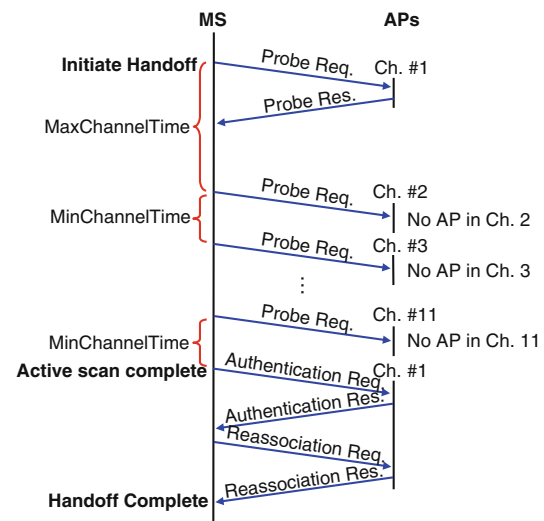 MS APs
Initiate Handoff Probe Req. Ch. #1
Probe Res.
MaxChannelTime
Probe Req. Ch. #2
MinChannelTime No AP in Ch. 2
Probe Req. Ch. #3
No AP in Ch. 3
...
Probe Req. Ch. #11
MinChannelTime No AP in Ch. 11
Active scan complete Authentication Req. Ch. #1
Authentication Res.
Reassociation Req.
Reassociation Res.
Handoff Complete